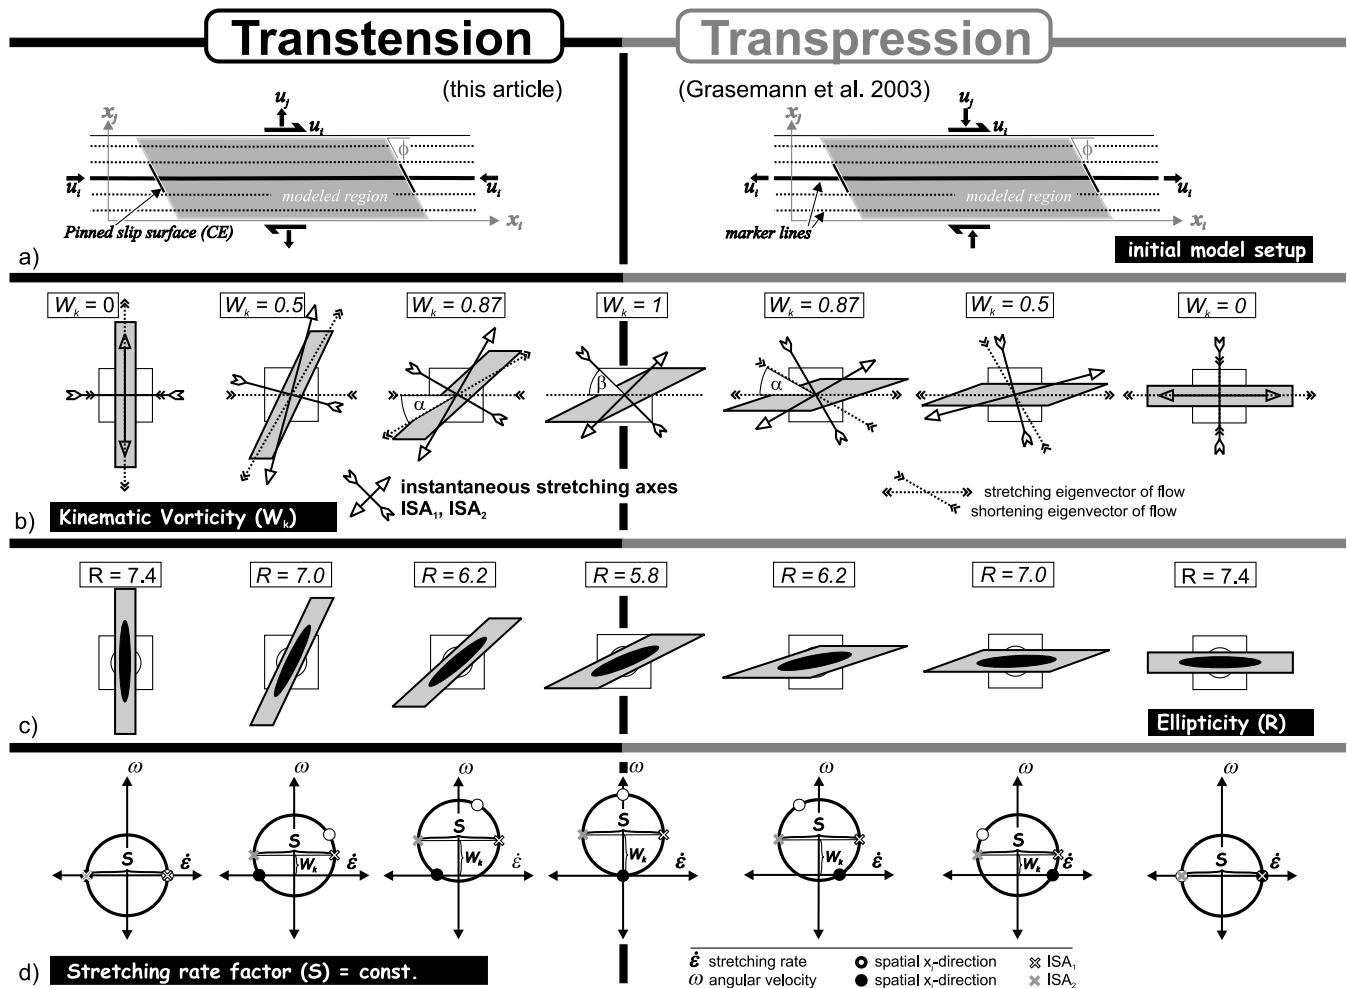 Transtension
Transpression
(this article)
(Grasemann et al. 2003)
x_j
u_j
u_i
ϕ
u_i
u_i
modeled region
Pinned slip surface (CE)
x_i
x_j
u_j
u_i
ϕ
u_i
u_i
modeled region
marker lines
x_i
a)
initial model setup
W_k = 0
W_k = 0.5
W_k = 0.87
W_k = 1
W_k = 0.87
W_k = 0.5
W_k = 0
α
β
α
instantaneous stretching axes
ISA₁, ISA₂
stretching eigenvector of flow
shortening eigenvector of flow
b)
Kinematic Vorticity (W_k)
R = 7.4
R = 7.0
R = 6.2
R = 5.8
R = 6.2
R = 7.0
R = 7.4
c)
Ellipticity (R)
ω
ω
ω
ω
ω
ω
ω
S
S
S
S
S
S
S
W_k
W_k
W_k
W_k
W_k
ε̇
ε̇
ε̇
ε̇
ε̇
ε̇
ε̇
d)
Stretching rate factor (S) = const.
ε̇ stretching rate
spatial x_j-direction
ISA₁
ω angular velocity
spatial x_i-direction
ISA₂